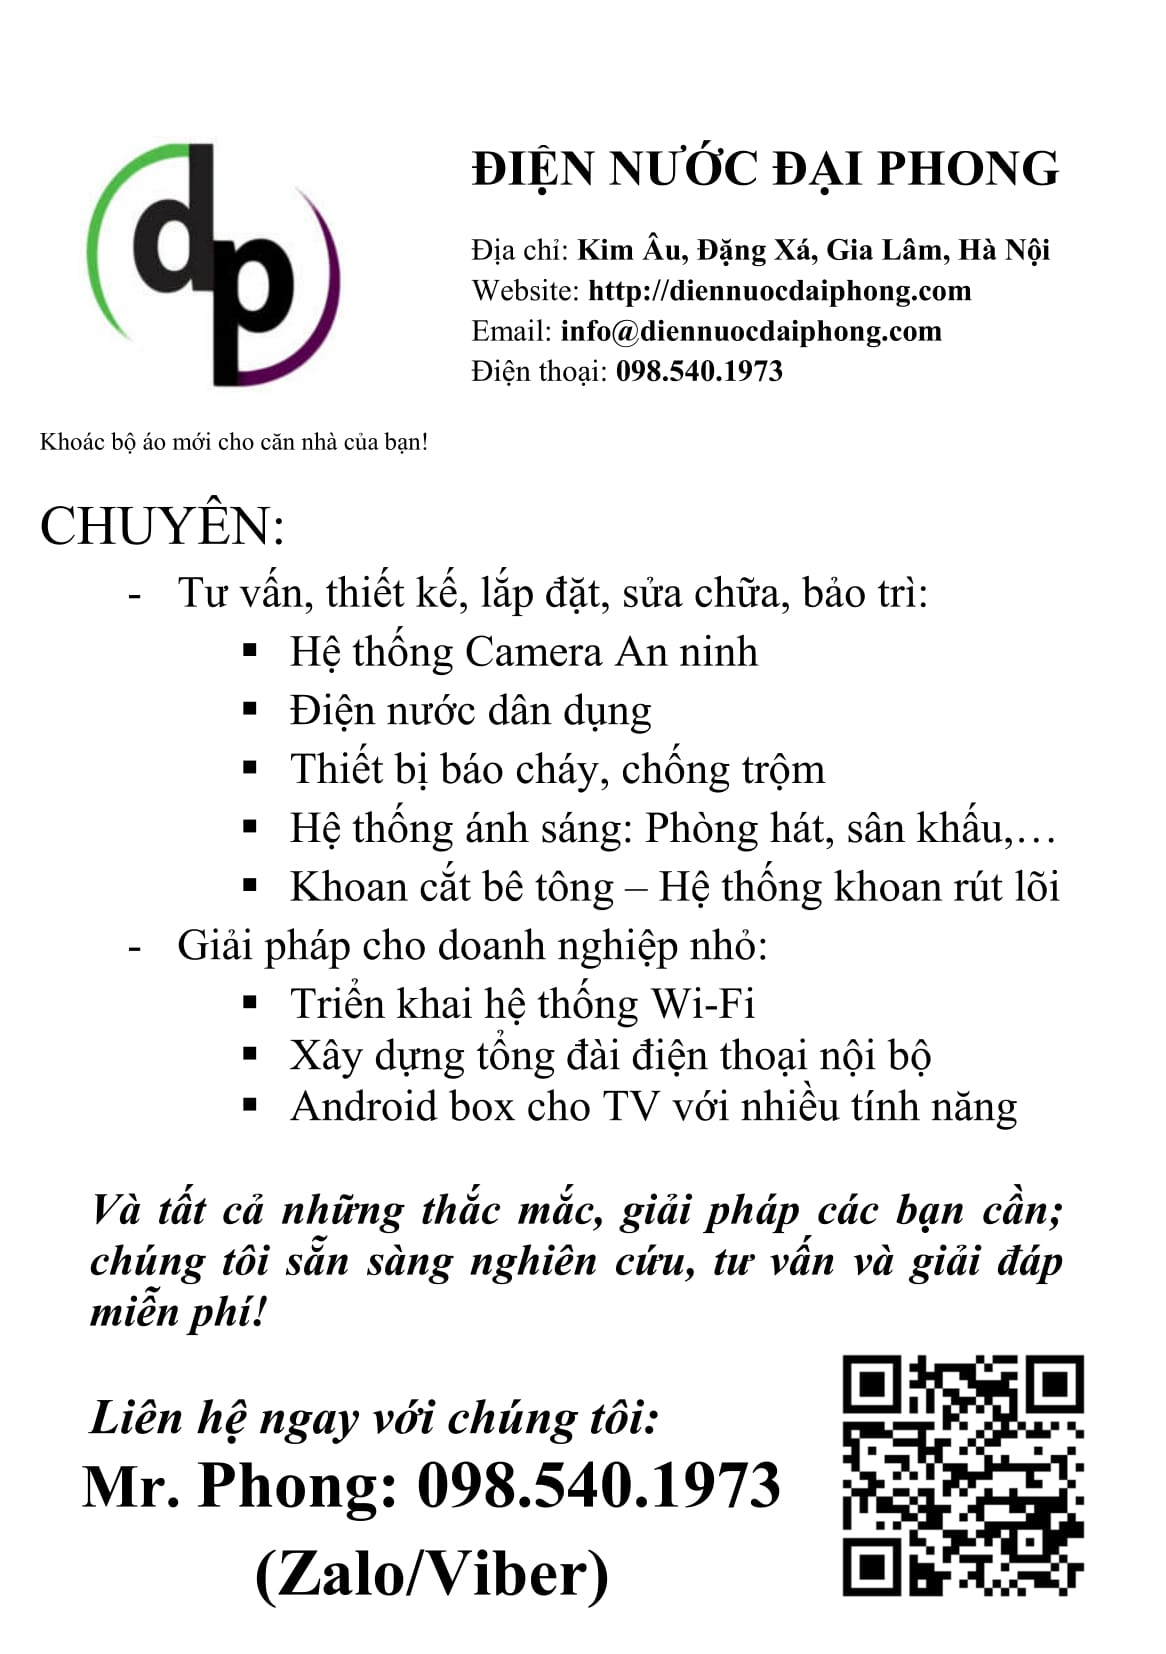 dp
ĐIỆN NƯỚC ĐẠI PHONG
Địa chỉ: Kim Âu, Đặng Xá, Gia Lâm, Hà Nội
Website: http://diennuocdaiphong.com
Email: info@diennuocdaiphong.com
Điện thoại: 098.540.1973
Khoác bộ áo mới cho căn nhà của bạn!
CHUYÊN:
- Tư vấn, thiết kế, lắp đặt, sửa chữa, bảo trì:
▪ Hệ thống Camera An ninh
▪ Điện nước dân dụng
▪ Thiết bị báo cháy, chống trộm
▪ Hệ thống ánh sáng: Phòng hát, sân khấu,…
▪ Khoan cắt bê tông – Hệ thống khoan rút lõi
- Giải pháp cho doanh nghiệp nhỏ:
▪ Triển khai hệ thống Wi-Fi
▪ Xây dựng tổng đài điện thoại nội bộ
▪ Android box cho TV với nhiều tính năng
Và tất cả những thắc mắc, giải pháp các bạn cần;
chúng tôi sẵn sàng nghiên cứu, tư vấn và giải đáp
miễn phí!
Liên hệ ngay với chúng tôi:
Mr. Phong: 098.540.1973
(Zalo/Viber)